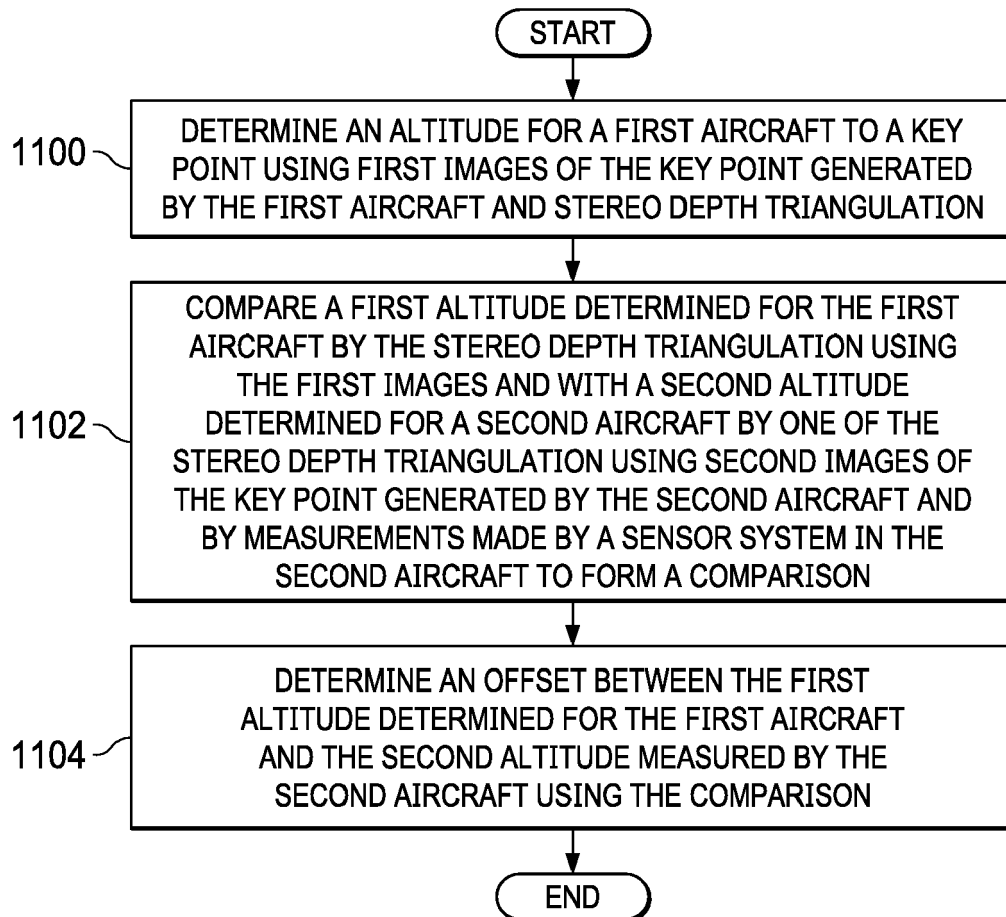 START
1100
DETERMINE AN ALTITUDE FOR A FIRST AIRCRAFT TO A KEY
POINT USING FIRST IMAGES OF THE KEY POINT GENERATED
BY THE FIRST AIRCRAFT AND STEREO DEPTH TRIANGULATION
1102
COMPARE A FIRST ALTITUDE DETERMINED FOR THE FIRST
AIRCRAFT BY THE STEREO DEPTH TRIANGULATION USING
THE FIRST IMAGES AND WITH A SECOND ALTITUDE
DETERMINED FOR A SECOND AIRCRAFT BY ONE OF THE
STEREO DEPTH TRIANGULATION USING SECOND IMAGES OF
THE KEY POINT GENERATED BY THE SECOND AIRCRAFT AND
BY MEASUREMENTS MADE BY A SENSOR SYSTEM IN THE
SECOND AIRCRAFT TO FORM A COMPARISON
1104
DETERMINE AN OFFSET BETWEEN THE FIRST
ALTITUDE DETERMINED FOR THE FIRST AIRCRAFT
AND THE SECOND ALTITUDE MEASURED BY THE
SECOND AIRCRAFT USING THE COMPARISON
END